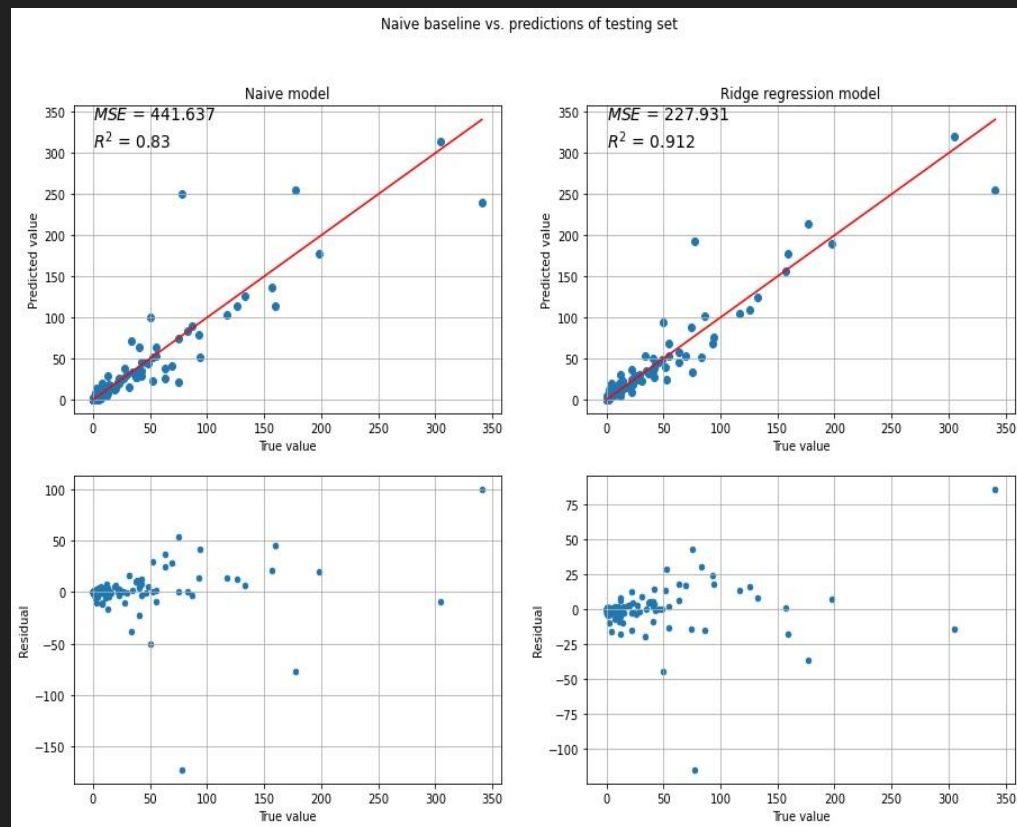 Naive baseline vs. predictions of testing set
Naive model
MSE = 441.637
R² = 0.83
350
300
250
200
150
100
50
0
Predicted value
0 50 100 150 200 250 300 350
True value
Ridge regression model
MSE = 227.931
R² = 0.912
350
300
250
200
150
100
50
0
Predicted value
0 50 100 150 200 250 300 350
True value
100
50
0
−50
−100
−150
Residual
0 50 100 150 200 250 300 350
True value
75
50
25
0
−25
−50
−75
−100
Residual
0 50 100 150 200 250 300 350
True value